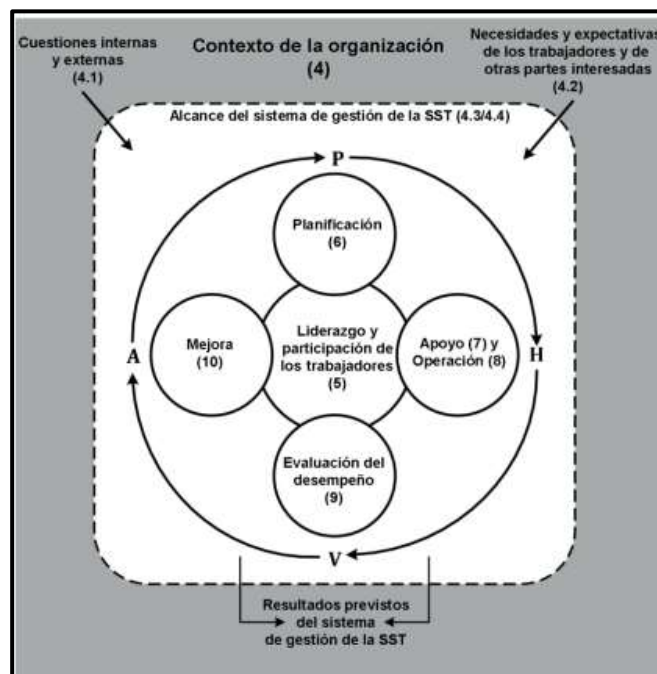 Cuestiones internas
y externas
(4.1)
Contexto de la organización
(4)
Necesidades y expectativas
de los trabajadores y de
otras partes interesadas
(4.2)
Alcance del sistema de gestión de la SST (4.3/4.4)
P
Planificación
(6)
A
Mejora
(10)
Liderazgo y
participación de
los trabajadores
(5)
Apoyo (7) y
Operación (8)
H
Evaluación del
desempeño
(9)
V
Resultados previstos
del sistema
de gestión de la SST